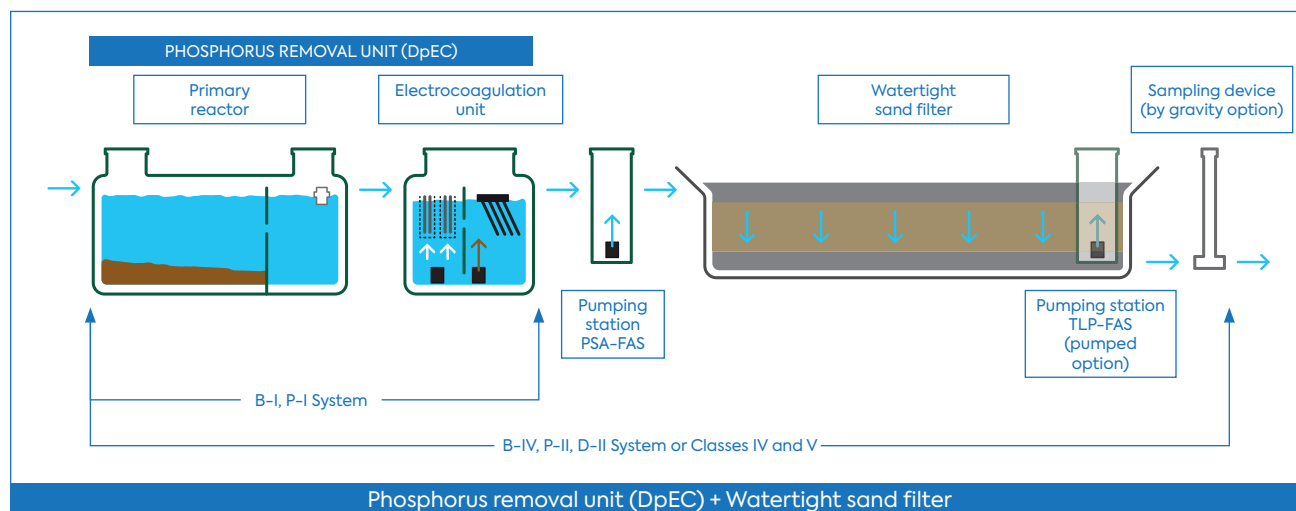 PHOSPHORUS REMOVAL UNIT (DpEC)
Primary
reactor
Electrocoagulation
unit
Watertight
sand filter
Sampling device
(by gravity option)
Pumping
station
PSA-FAS
Pumping station
TLP-FAS
(pumped
option)
B-I, P-I System
B-IV, P-II, D-II System or Classes IV and V
Phosphorus removal unit (DpEC) + Watertight sand filter